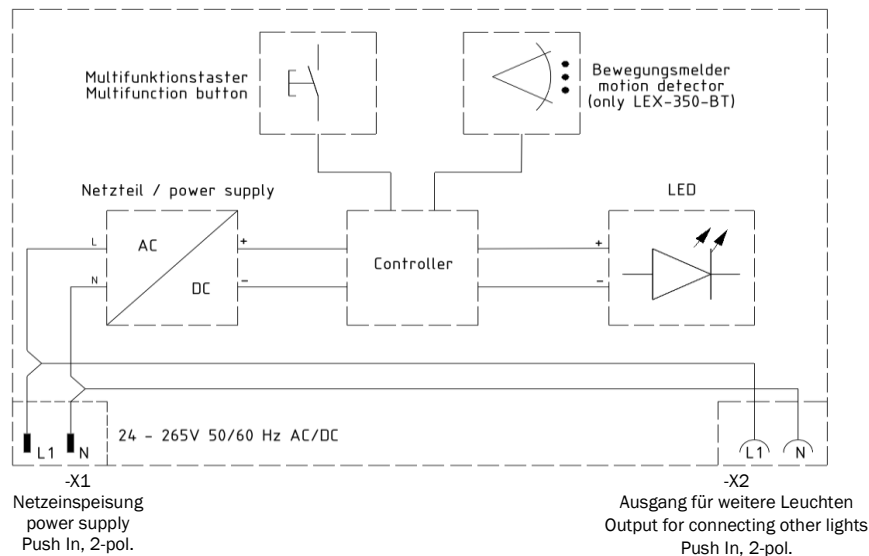 Multifunktionstaster
Multifunction button
Bewegungsmelder
motion detector
(only LEX-350-BT)
Netzteil / power supply
LED
L
AC
+
N
DC
-
Controller
+
-
24 - 265V 50/60 Hz AC/DC
L1
N
L1
N
-X1
Netzeinspeisung
power supply
Push In, 2-pol.
-X2
Ausgang für weitere Leuchten
Output for connecting other lights
Push In, 2-pol.